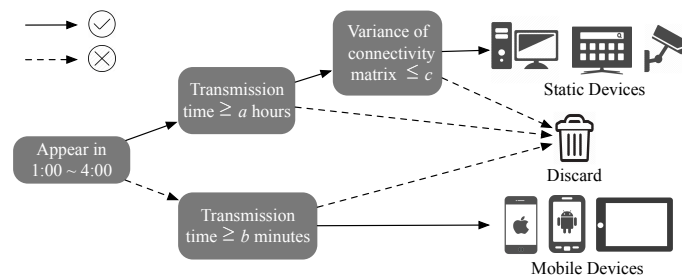 Variance of
connectivity
matrix ≤ c
Static Devices
Transmission
time ≥ a hours
Appear in
1:00 ~ 4:00
Discard
Transmission
time ≥ b minutes
Mobile Devices